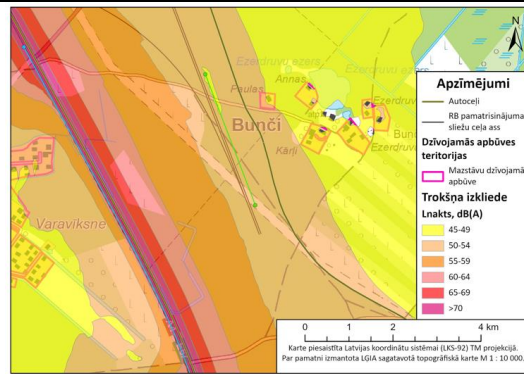 N
Ezerdruvu ezers
Ezerdruvu ezers
Annas
Paulas
Bunči
Kārļi
Varavīksne
Apzīmējumi
Autoceļi
RB pamatrisinājuma
sliežu ceļa ass
Dzīvojamās apbūves
teritorijas
Mazstāvu dzīvojamā
apbūve
Trokšņa izkliede
Lnakts, dB(A)
45-49
50-54
55-59
60-64
65-69
>70
0 1 2 4 km
Karte piesaistīta Latvijas koordinātu sistēmai (LKS-92) TM projekcijā.
Par pamatni izmantota LĢIA sagatavotā topogrāfiskā karte M 1 : 10 000.